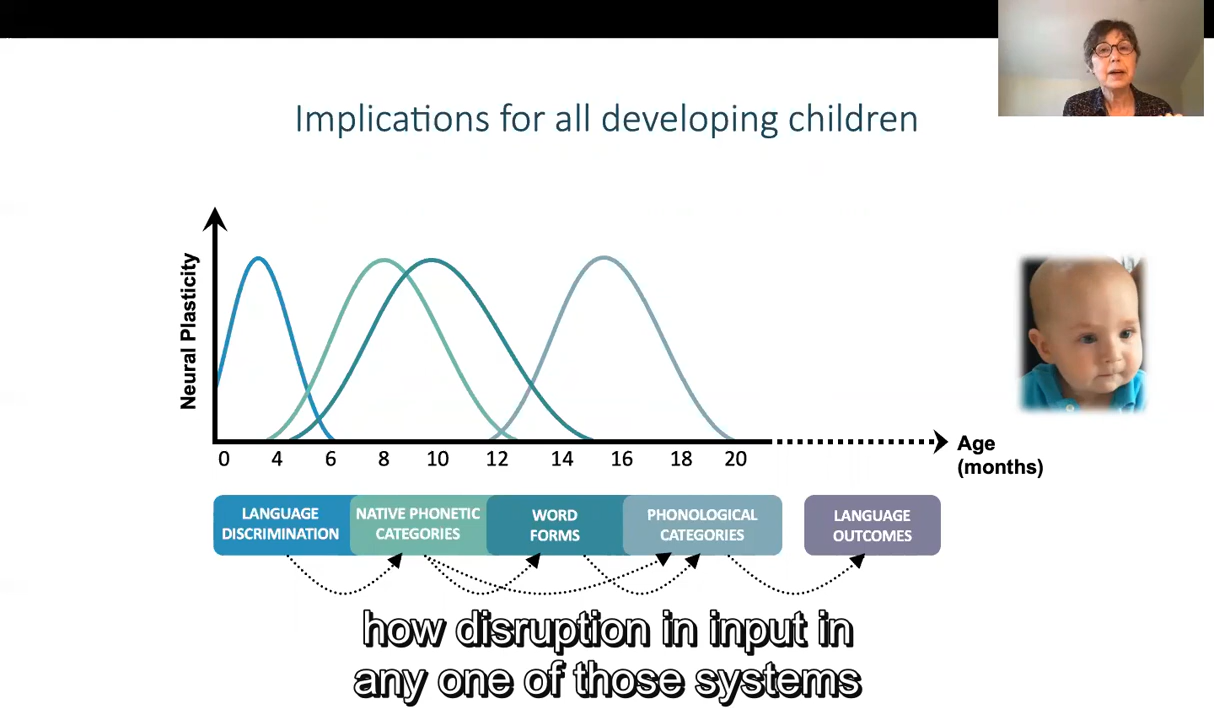 Implications for all developing children
Neural Plasticity
0 4 6 8 10 12 14 16 18 20
Age
(months)
LANGUAGE
DISCRIMINATION
NATIVE PHONETIC
CATEGORIES
WORD
FORMS
PHONOLOGICAL
CATEGORIES
LANGUAGE
OUTCOMES
how disruption in input in
any one of those systems